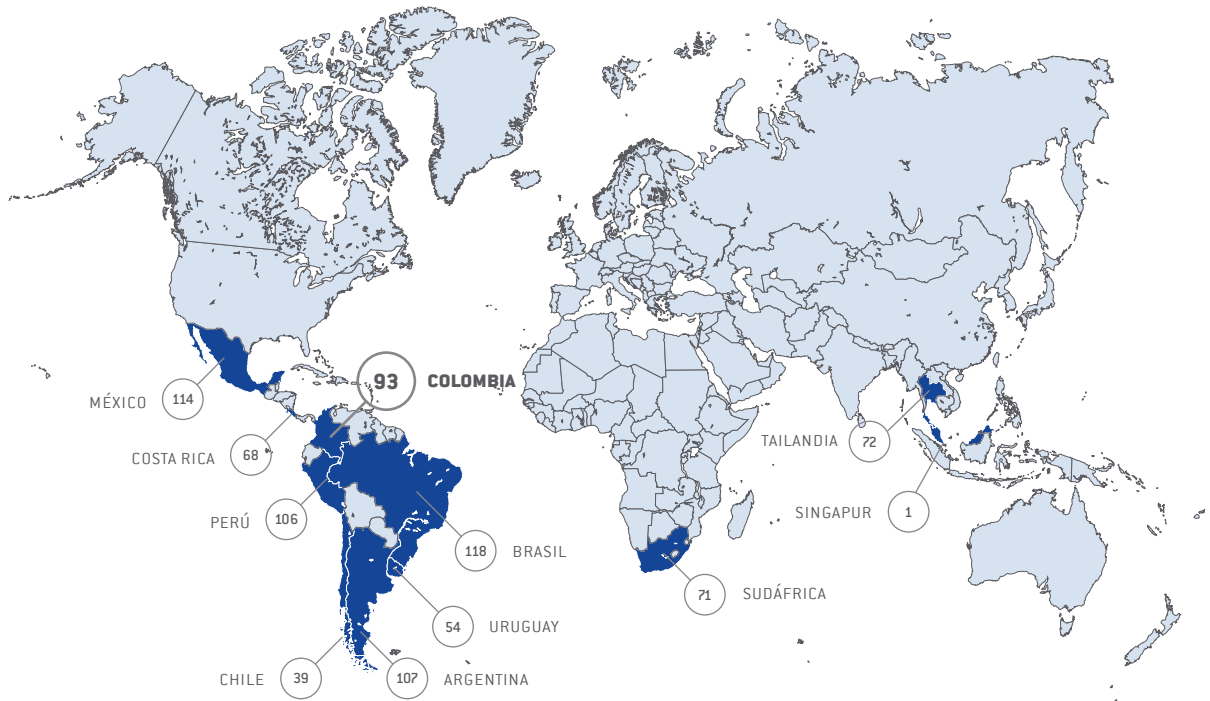 93 COLOMBIA
MÉXICO 114
TAILANDIA 72
COSTA RICA 68
SINGAPUR 1
PERÚ 106
118 BRASIL
71 SUDÁFRICA
54 URUGUAY
CHILE 39
107 ARGENTINA